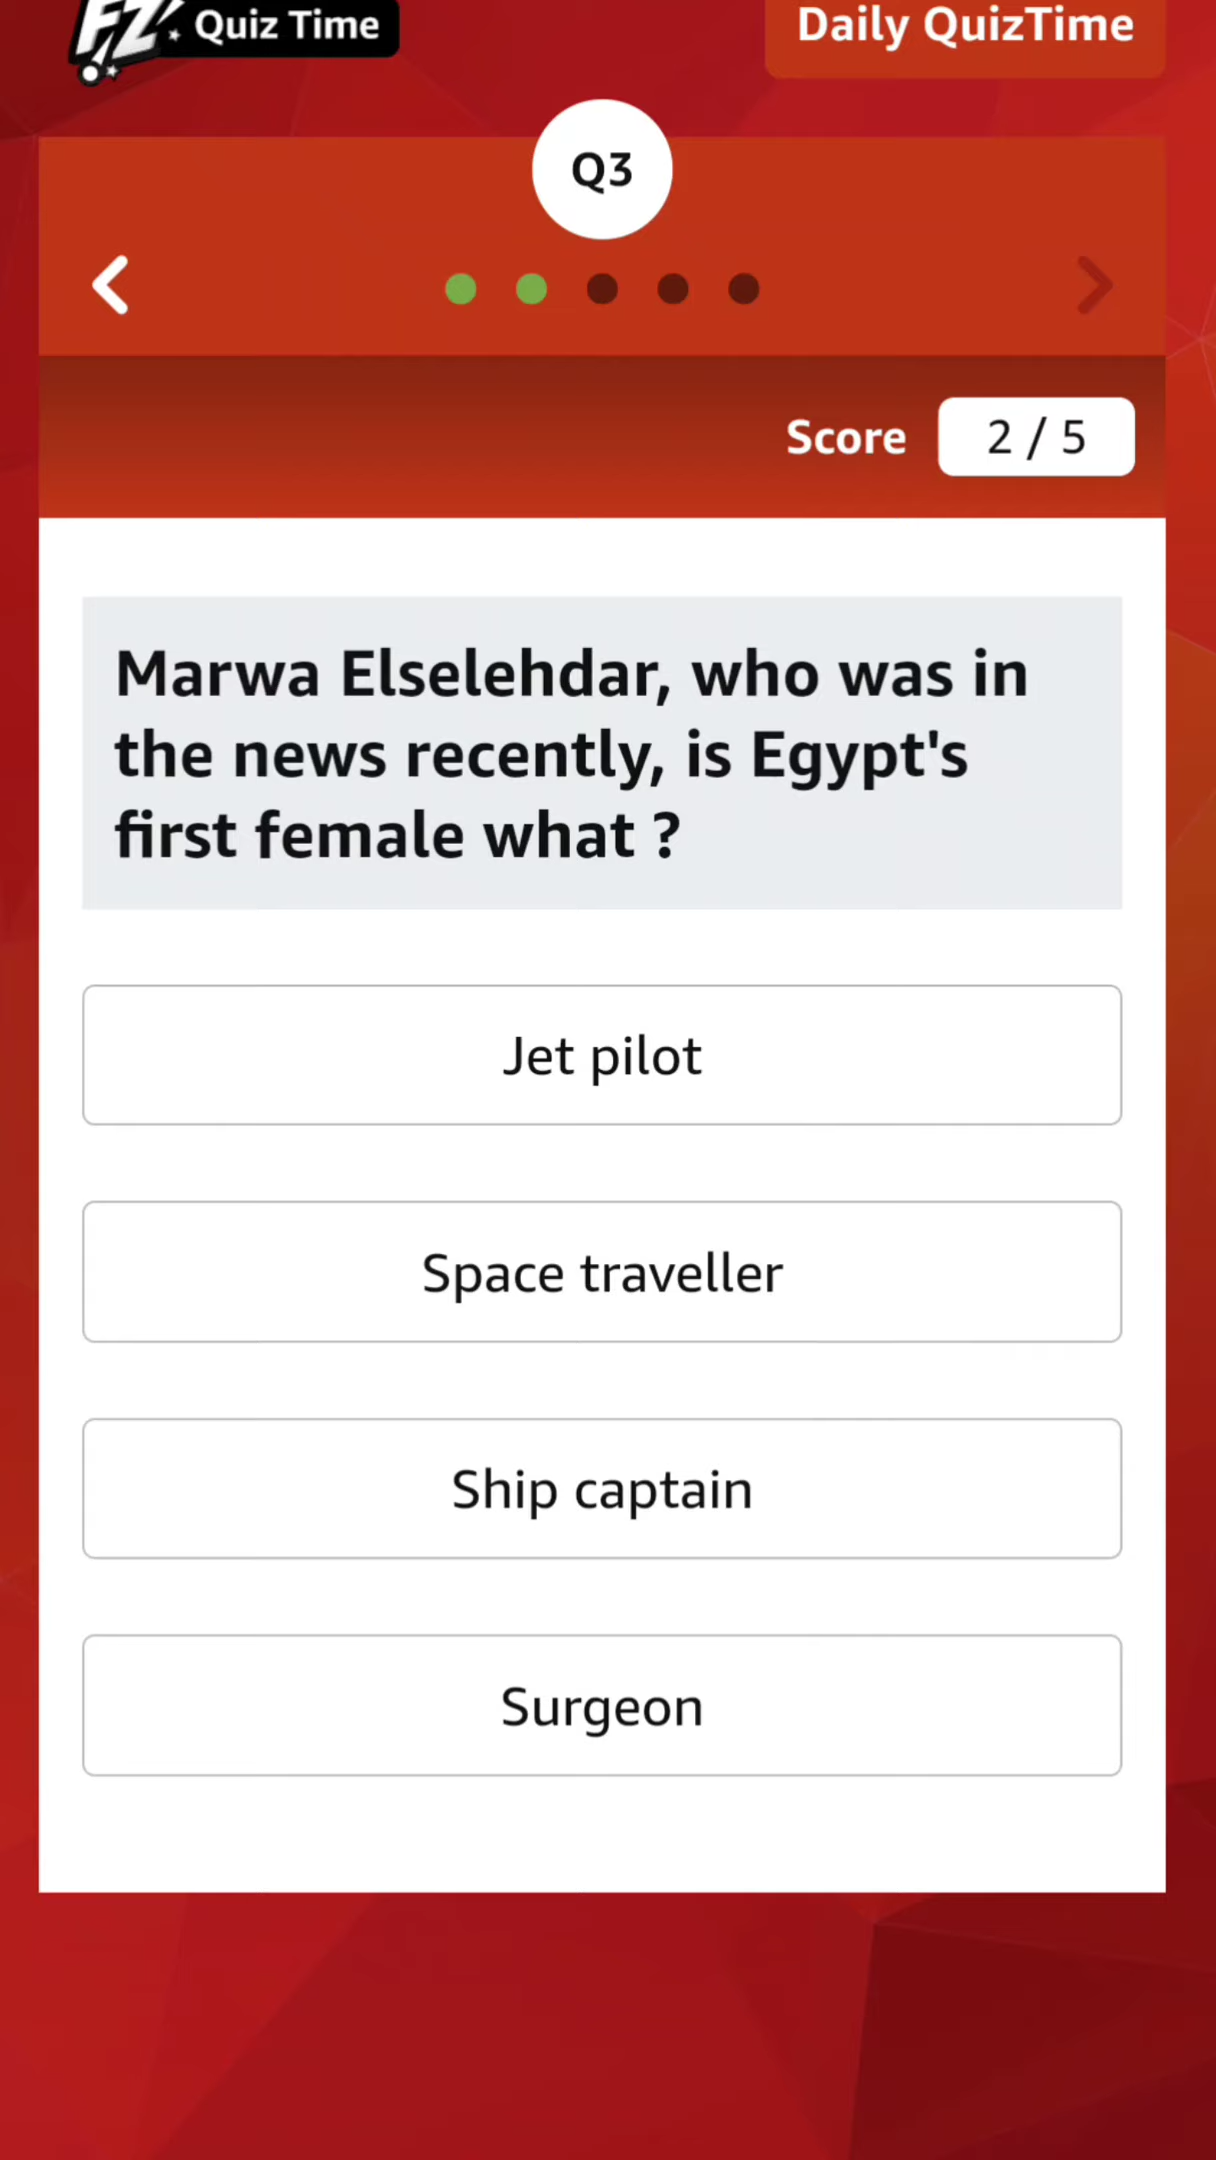 FZ Quiz Time
Daily QuizTime
Q3
Score 2 / 5
Marwa Elselehdar, who was in
the news recently, is Egypt's
first female what ?
Jet pilot
Space traveller
Ship captain
Surgeon